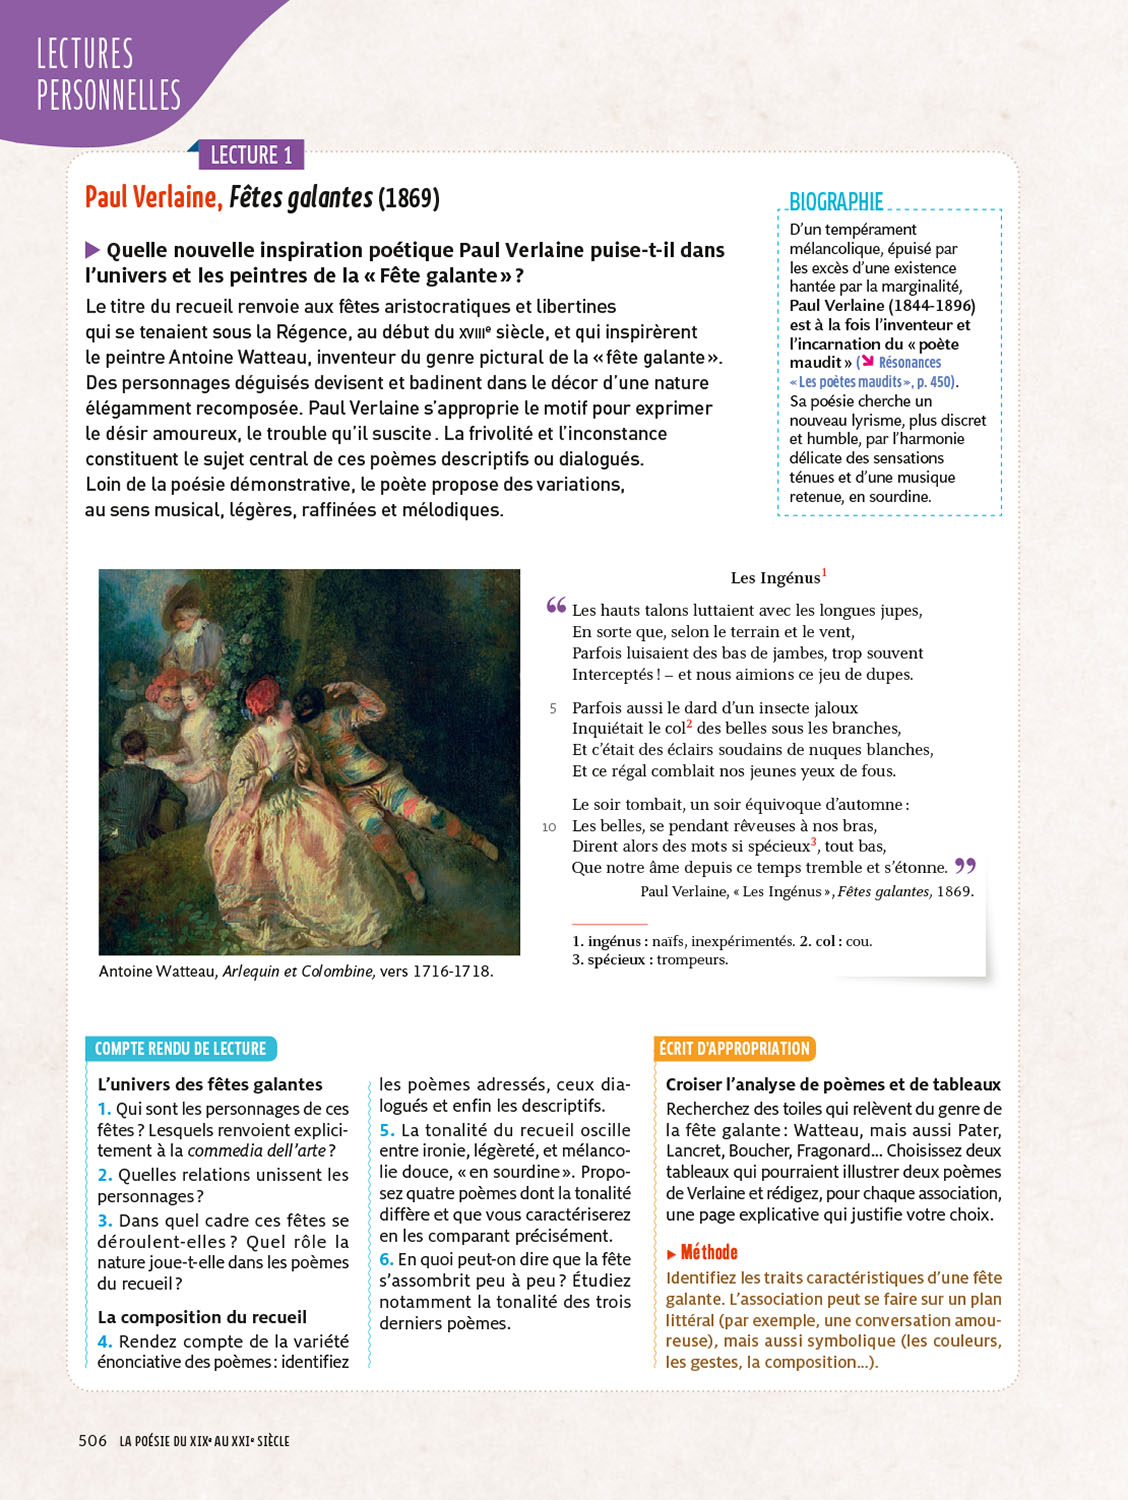 LECTURES
PERSONNELLES
LECTURE 1
Paul Verlaine, Fêtes galantes (1869)
▶ Quelle nouvelle inspiration poétique Paul Verlaine puise-t-il dans
l'univers et les peintres de la « Fête galante » ?
Le titre du recueil renvoie aux fêtes aristocratiques et libertines
qui se tenaient sous la Régence, au début du XVIIIe siècle, et qui inspirèrent
le peintre Antoine Watteau, inventeur du genre pictural de la « fête galante ».
Des personnages déguisés devisent et badinent dans le décor d'une nature
élégamment recomposée. Paul Verlaine s'approprie le motif pour exprimer
le désir amoureux, le trouble qu'il suscite. La frivolité et l'inconstance
constituent le sujet central de ces poèmes descriptifs ou dialogués.
Loin de la poésie démonstrative, le poète propose des variations,
au sens musical, légères, raffinées et mélodiques.
BIOGRAPHIE
D'un tempérament
mélancolique, épuisé par
les excès d'une existence
hantée par la marginalité,
Paul Verlaine (1844-1896)
est à la fois l'inventeur et
l'incarnation du « poète
maudit » (➘ Résonances
« Les poètes maudits », p. 450).
Sa poésie cherche un
nouveau lyrisme, plus discret
et humble, par l'harmonie
délicate des sensations
ténues et d'une musique
retenue, en sourdine.
Antoine Watteau, Arlequin et Colombine, vers 1716-1718.
Les Ingénus1
“ Les hauts talons luttaient avec les longues jupes,
En sorte que, selon le terrain et le vent,
Parfois luisaient des bas de jambes, trop souvent
Interceptés ! – et nous aimions ce jeu de dupes.
5 Parfois aussi le dard d'un insecte jaloux
Inquiétait le col2 des belles sous les branches,
Et c'était des éclairs soudains de nuques blanches,
Et ce régal comblait nos jeunes yeux de fous.
Le soir tombait, un soir équivoque d'automne :
10 Les belles, se pendant rêveuses à nos bras,
Dirent alors des mots si spécieux3, tout bas,
Que notre âme depuis ce temps tremble et s'étonne. ”
Paul Verlaine, « Les Ingénus », Fêtes galantes, 1869.
1. ingénus : naïfs, inexpérimentés. 2. col : cou.
3. spécieux : trompeurs.
COMPTE RENDU DE LECTURE
L'univers des fêtes galantes
1. Qui sont les personnages de ces
fêtes ? Lesquels renvoient explici-
tement à la commedia dell'arte ?
2. Quelles relations unissent les
personnages ?
3. Dans quel cadre ces fêtes se
déroulent-elles ? Quel rôle la
nature joue-t-elle dans les poèmes
du recueil ?
La composition du recueil
4. Rendez compte de la variété
énonciative des poèmes : identifiez
les poèmes adressés, ceux dia-
logués et enfin les descriptifs.
5. La tonalité du recueil oscille
entre ironie, légèreté, et mélanco-
lie douce, « en sourdine ». Propo-
sez quatre poèmes dont la tonalité
diffère et que vous caractériserez
en les comparant précisément.
6. En quoi peut-on dire que la fête
s'assombrit peu à peu ? Étudiez
notamment la tonalité des trois
derniers poèmes.
ÉCRIT D'APPROPRIATION
Croiser l'analyse de poèmes et de tableaux
Recherchez des toiles qui relèvent du genre de
la fête galante : Watteau, mais aussi Pater,
Lancret, Boucher, Fragonard... Choisissez deux
tableaux qui pourraient illustrer deux poèmes
de Verlaine et rédigez, pour chaque association,
une page explicative qui justifie votre choix.
▶ Méthode
Identifiez les traits caractéristiques d'une fête
galante. L'association peut se faire sur un plan
littéral (par exemple, une conversation amou-
reuse), mais aussi symbolique (les couleurs,
les gestes, la composition...).
506 LA POÉSIE DU XIXe AU XXIe SIÈCLE